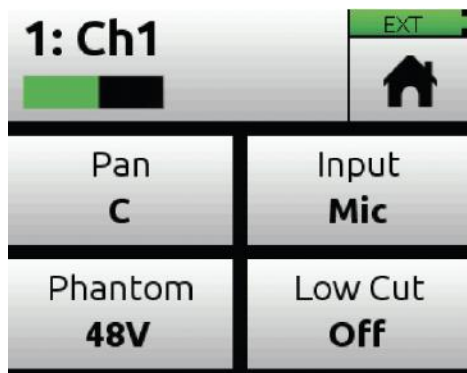 1: Ch1
EXT
Pan
C
Input
Mic
Phantom
48V
Low Cut
Off